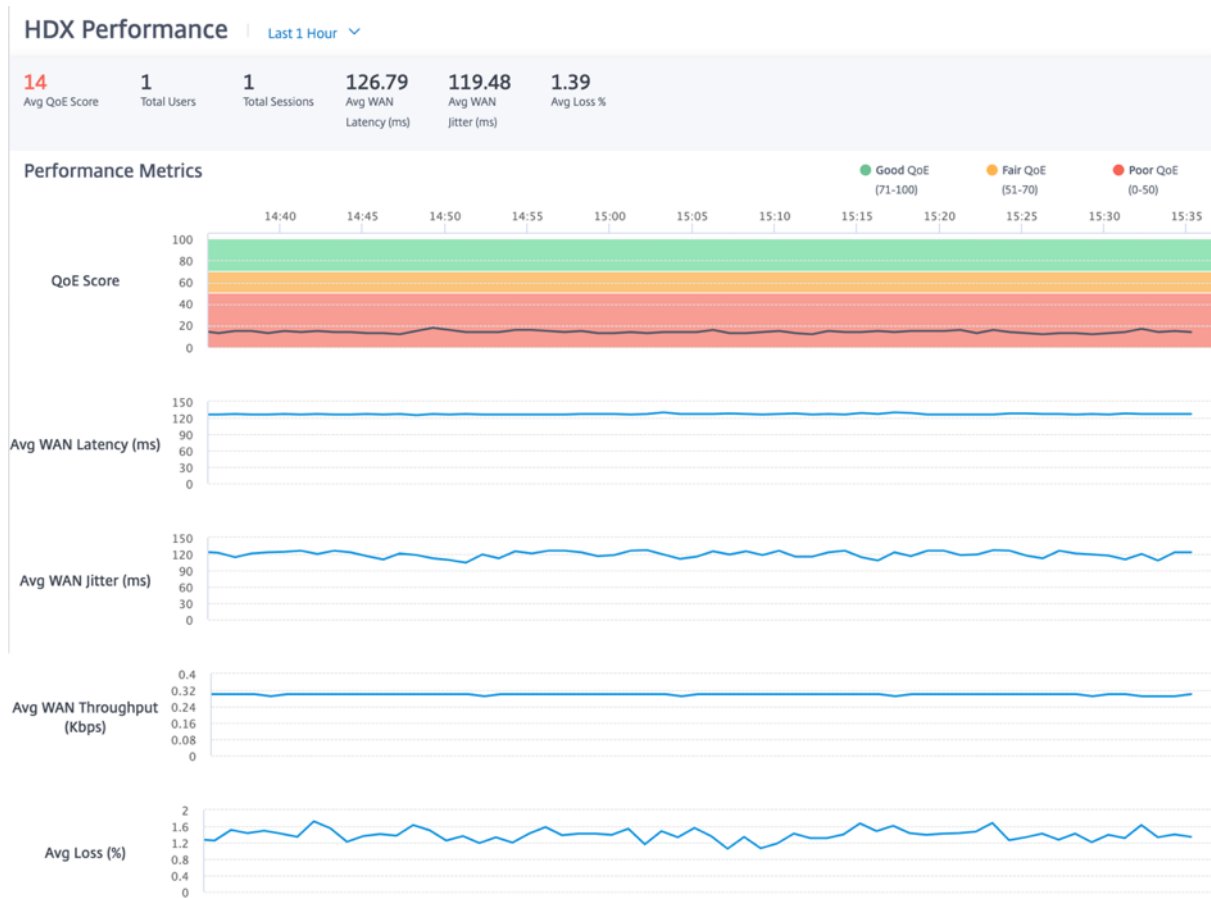 HDX Performance
Last 1 Hour
14
Avg QoE Score
1
Total Users
1
Total Sessions
126.79
Avg WAN
Latency (ms)
119.48
Avg WAN
Jitter (ms)
1.39
Avg Loss %
Performance Metrics
Good QoE
(71-100)
Fair QoE
(51-70)
Poor QoE
(0-50)
14:40 14:45 14:50 14:55 15:00 15:05 15:10 15:15 15:20 15:25 15:30 15:35
QoE Score
100
80
60
40
20
0
Avg WAN Latency (ms)
150
120
90
60
30
0
Avg WAN Jitter (ms)
150
120
90
60
30
0
Avg WAN Throughput
(Kbps)
0.4
0.32
0.24
0.16
0.08
0
Avg Loss (%)
2
1.6
1.2
0.8
0.4
0